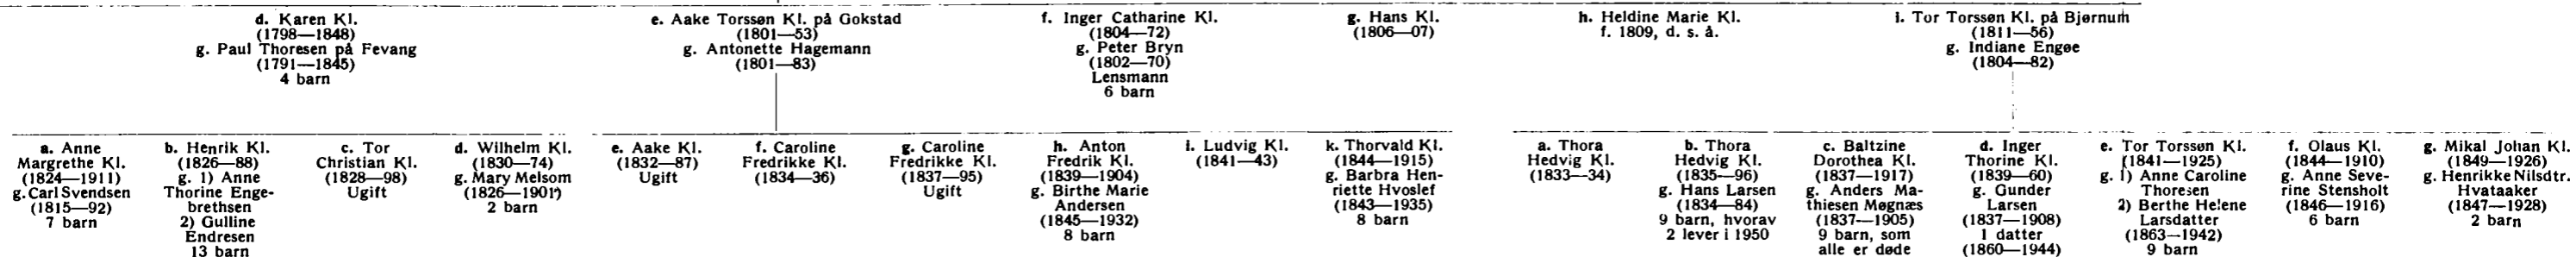 d. Karen Kl.
(1798—1848)
g. Paul Thoresen på Fevang
(1791—1845)
4 barn
e. Aake Torssøn Kl. på Gokstad
(1801—53)
g. Antonette Hagemann
(1801—83)
f. Inger Catharine Kl.
(1804—72)
g. Peter Bryn
(1802—70)
Lensmann
6 barn
g. Hans Kl.
(1806—07)
h. Heldine Marie Kl.
f. 1809, d. s. å.
i. Tor Torssøn Kl. på Bjørnum
(1811—56)
g. Indiane Engøe
(1804—82)
a. Anne
Margrethe Kl.
(1824—1911)
g. Carl Svendsen
(1815—92)
7 barn
b. Henrik Kl.
(1826—88)
g. 1) Anne
Thorine Enge-
brethsen
2) Gulline
Endresen
13 barn
c. Tor
Christian Kl.
(1828—98)
Ugift
d. Wilhelm Kl.
(1830—74)
g. Mary Melsom
(1826—1901)
2 barn
e. Aake Kl.
(1832—87)
Ugift
f. Caroline
Fredrikke Kl.
(1834—36)
g. Caroline
Fredrikke Kl.
(1837—95)
Ugift
h. Anton
Fredrik Kl.
(1839—1904)
g. Birthe Marie
Andersen
(1845—1932)
8 barn
i. Ludvig Kl.
(1841—43)
k. Thorvald Kl.
(1844—1915)
g. Barbra Hen-
riette Hvoslef
(1843—1935)
8 barn
a. Thora
Hedvig Kl.
(1833—34)
b. Thora
Hedvig Kl.
(1835—96)
g. Hans Larsen
(1834—84)
9 barn, hvorav
2 lever i 1950
c. Baltzine
Dorothea Kl.
(1837—1917)
g. Anders Ma-
thiesen Møgnæs
(1837—1905)
9 barn, som
alle er døde
d. Inger
Thorine Kl.
(1839—60)
g. Gunder
Larsen
(1837—1908)
1 datter
(1860—1944)
e. Tor Torssøn Kl.
(1841—1925)
g. 1) Anne Caroline
Thoresen
2) Berthe Helene
Larsdatter
(1863—1942)
9 barn
f. Olaus Kl.
(1844—1910)
g. Anne Seve-
rine Stensholt
(1846—1916)
6 barn
g. Mikal Johan Kl.
(1849—1926)
g. Henrikke Nilsdtr.
Hvataaker
(1847—1928)
2 barn